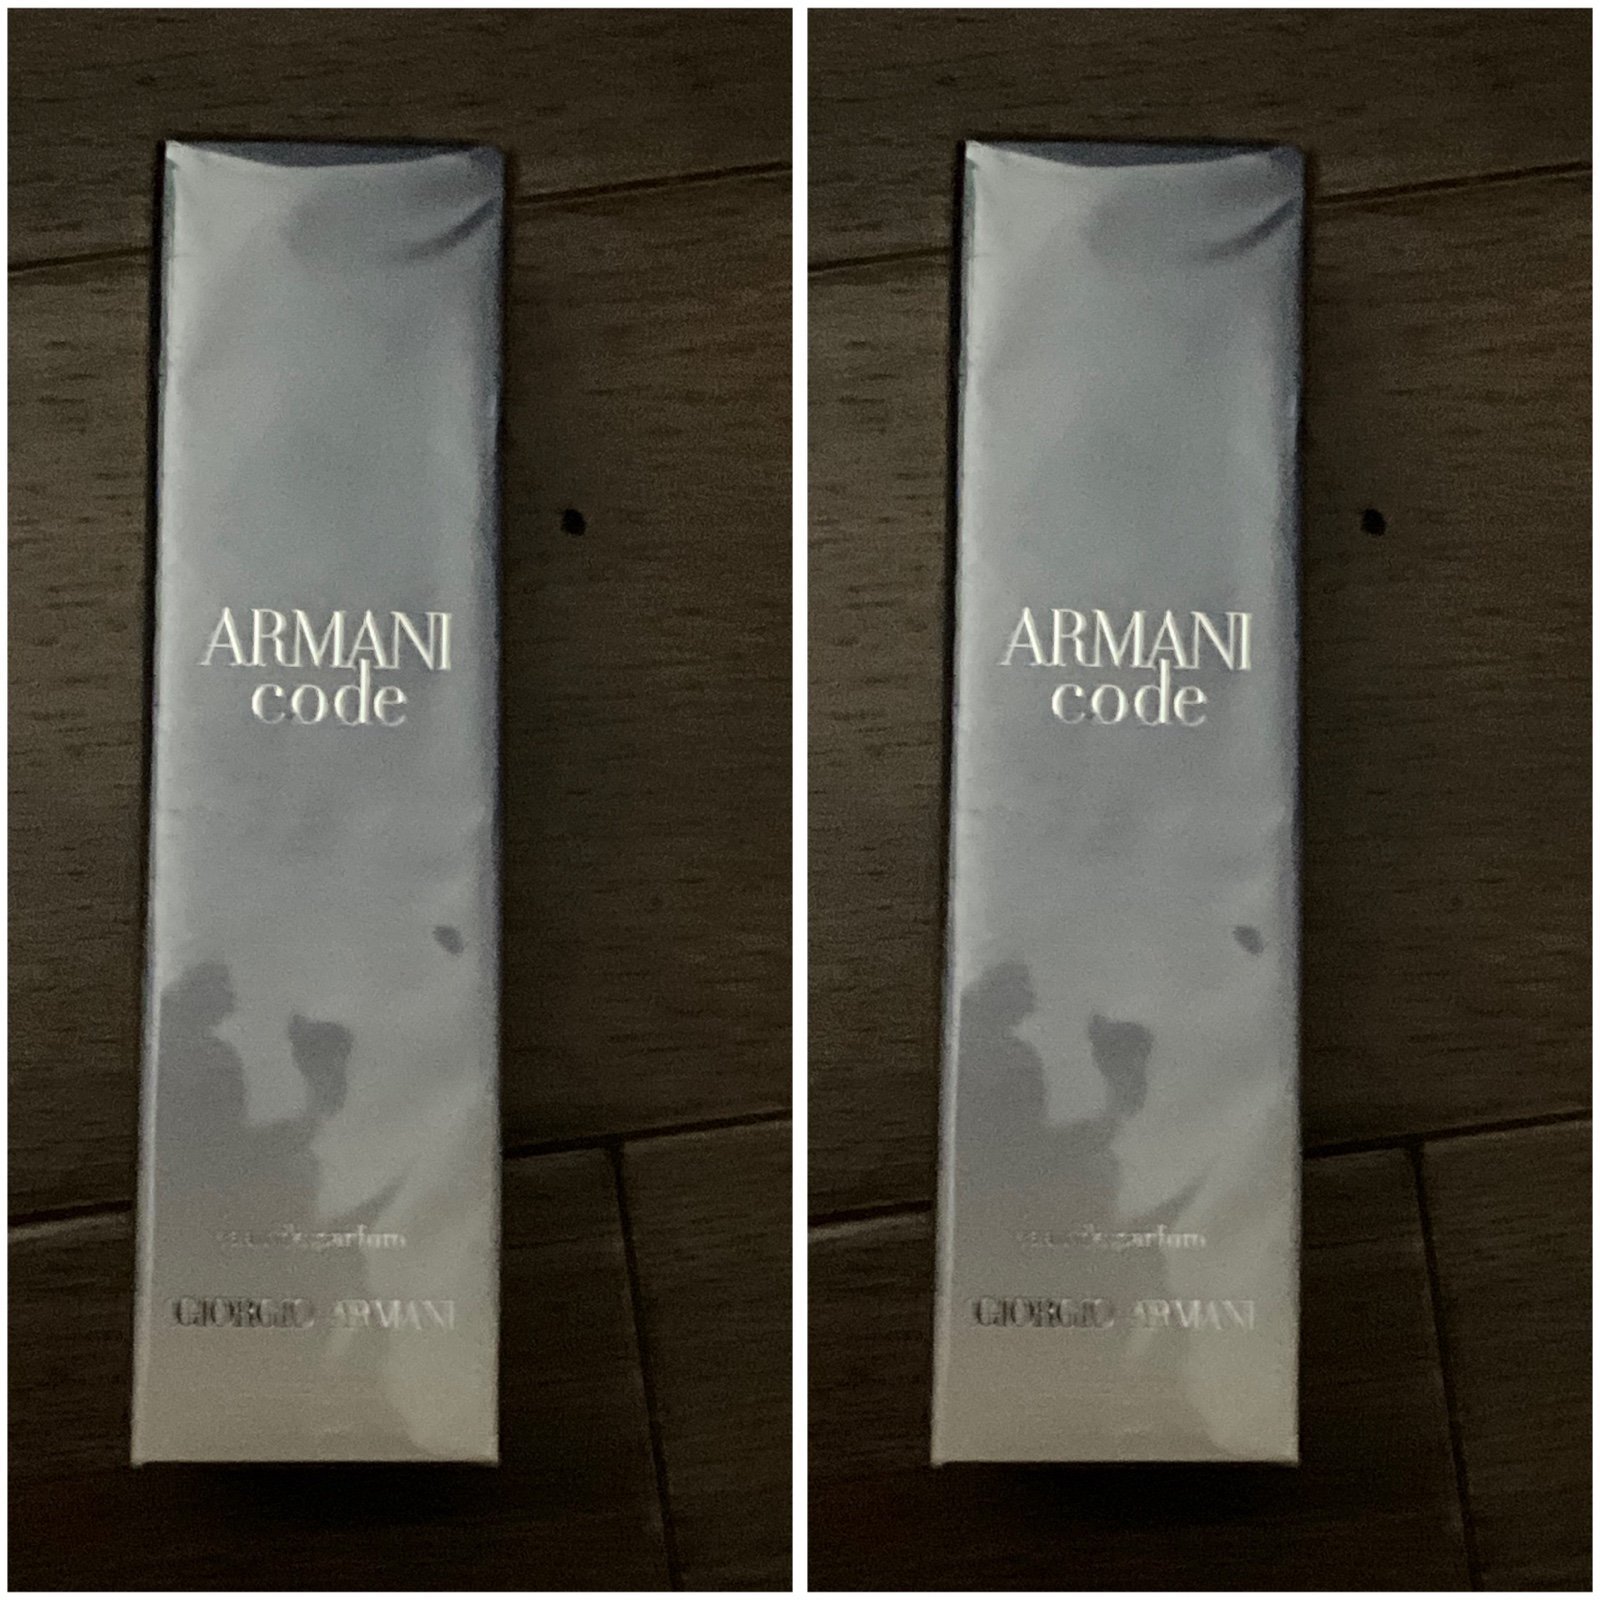 ARMANI
code
eau de parfum
GIORGIO ARMANI
ARMANI
code
eau de parfum
GIORGIO ARMANI